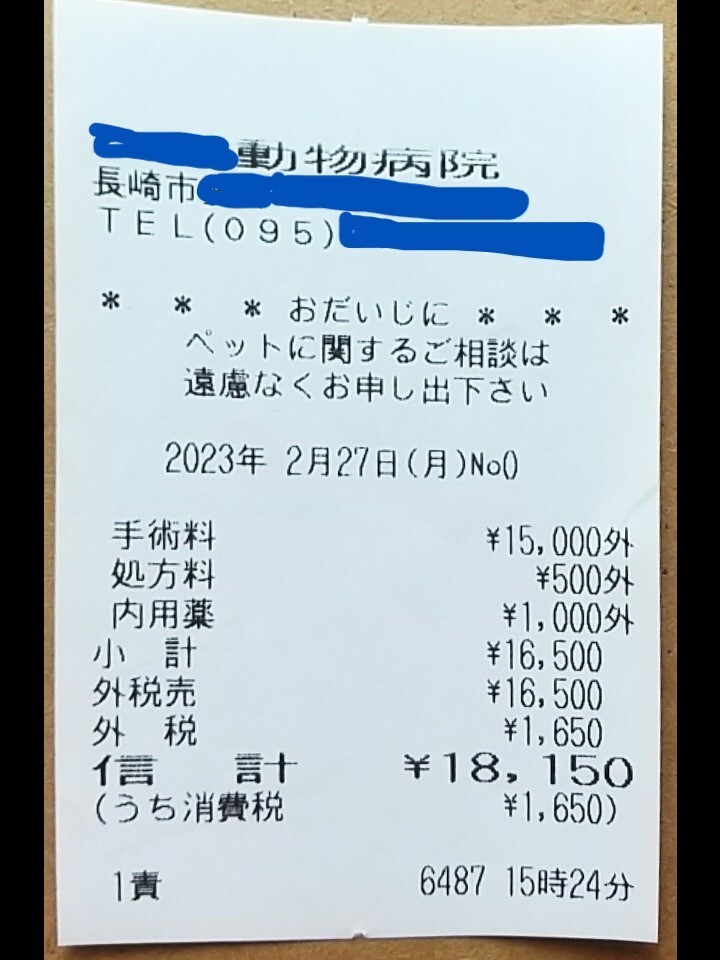 動物病院
長崎市
TEL(095)
* * * おだいじに * * *
ペットに関するご相談は
遠慮なくお申し出下さい
2023年 2月27日(月)No0
手術料 ¥15,000外
処方料 ¥500外
内用薬 ¥1,000外
小 計 ¥16,500
外税売 ¥16,500
外 税 ¥1,650
信 計 ¥18,150
(うち消費税 ¥1,650)
1責 6487 15時24分